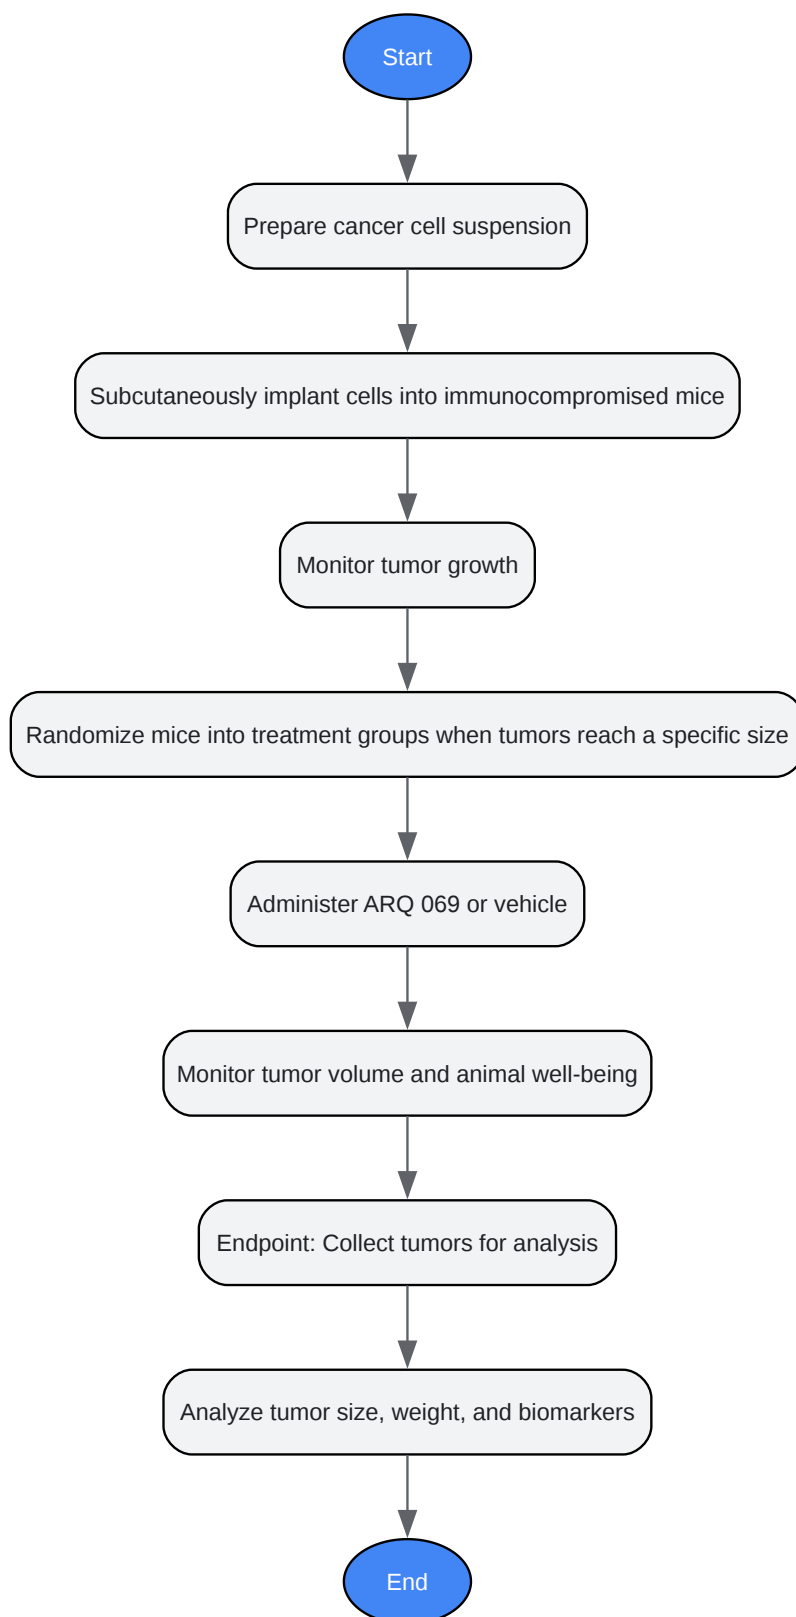 Start
Prepare cancer cell suspension
Subcutaneously implant cells into immunocompromised mice
Monitor tumor growth
Randomize mice into treatment groups when tumors reach a specific size
Administer ARQ 069 or vehicle
Monitor tumor volume and animal well-being
Endpoint: Collect tumors for analysis
Analyze tumor size, weight, and biomarkers
End